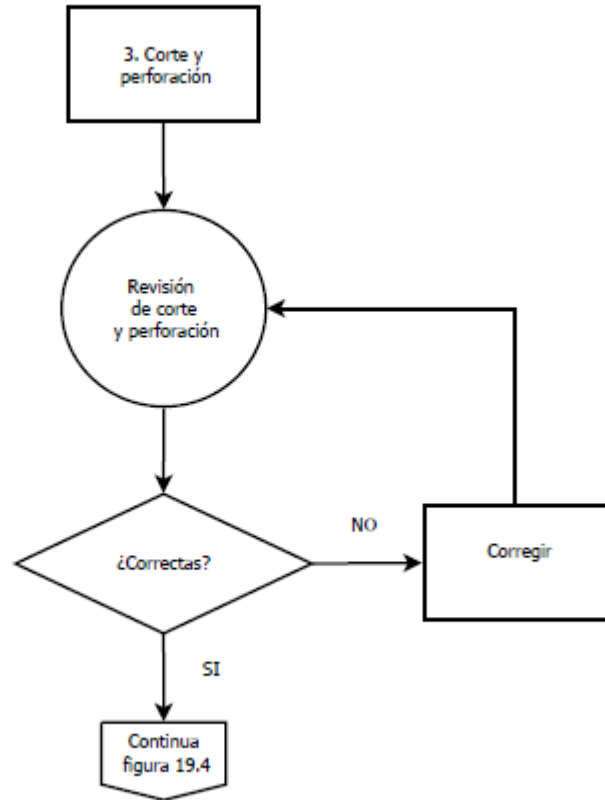 3. Corte y
perforación
Revisión
de corte
y perforación
¿Correctas?
NO
Corregir
SI
Continua
figura 19.4